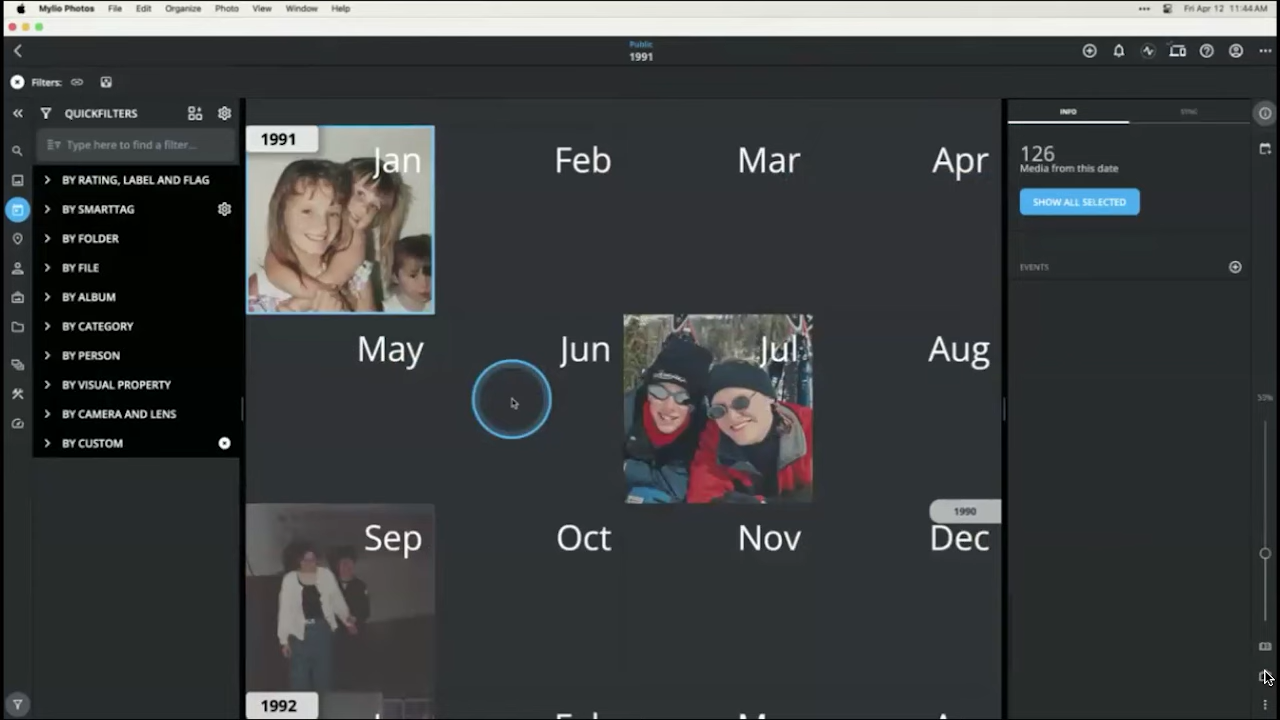 Mylio Photos File Edit Organize Photo View Window Help
Fri Apr 12 11:44 AM
Public
1991
Filters:
QUICKFILTERS
Type here to find a filter...
BY RATING, LABEL AND FLAG
BY SMARTTAG
BY FOLDER
BY FILE
BY ALBUM
BY CATEGORY
BY PERSON
BY VISUAL PROPERTY
BY CAMERA AND LENS
BY CUSTOM
1991
Jan Feb Mar Apr
May Jun Jul Aug
1990
Sep Oct Nov Dec
1992
INFO SYNC
126
Media from this date
SHOW ALL SELECTED
EVENTS
50%